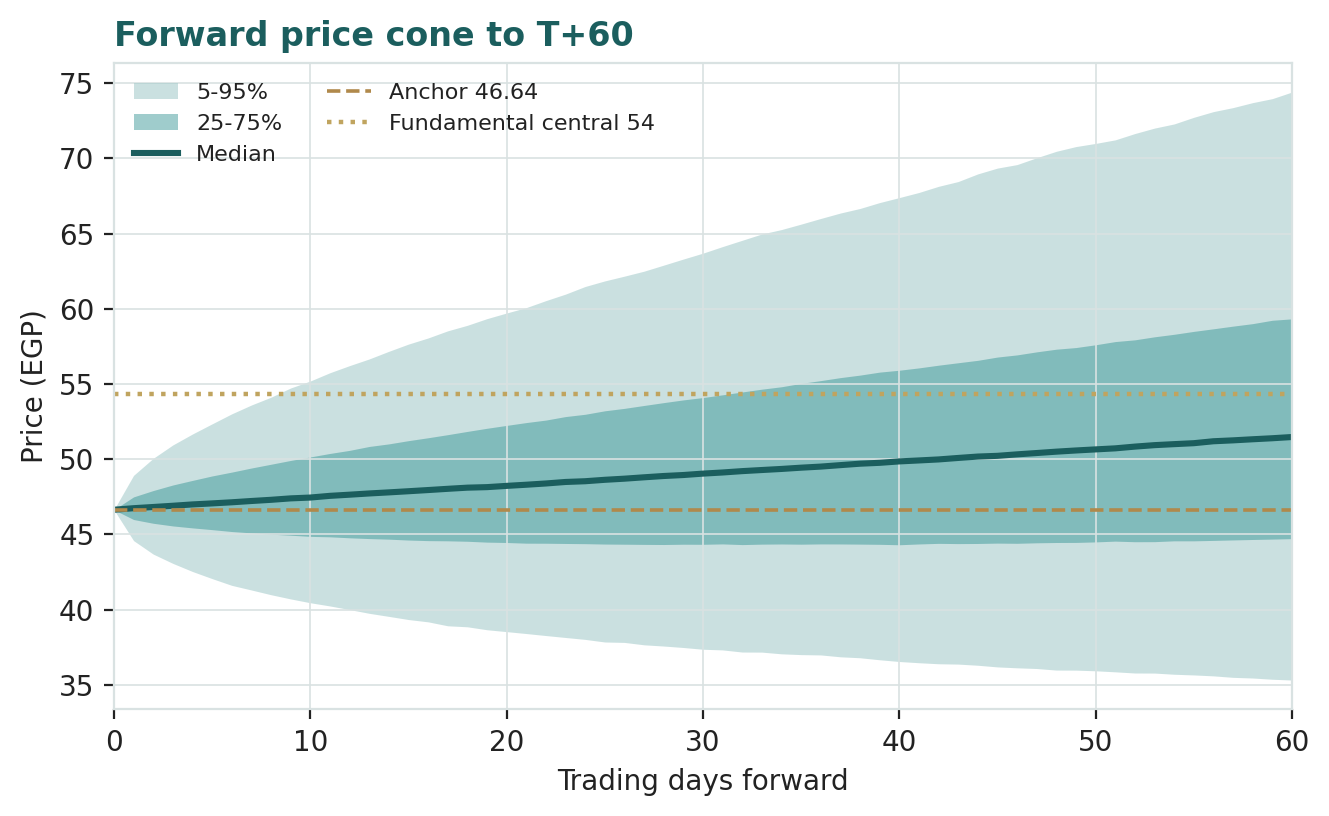 Forward price cone to T+60
5-95%
25-75%
Median
Anchor 46.64
Fundamental central 54
Price (EGP)
75
70
65
60
55
50
45
40
35
0 10 20 30 40 50 60
Trading days forward